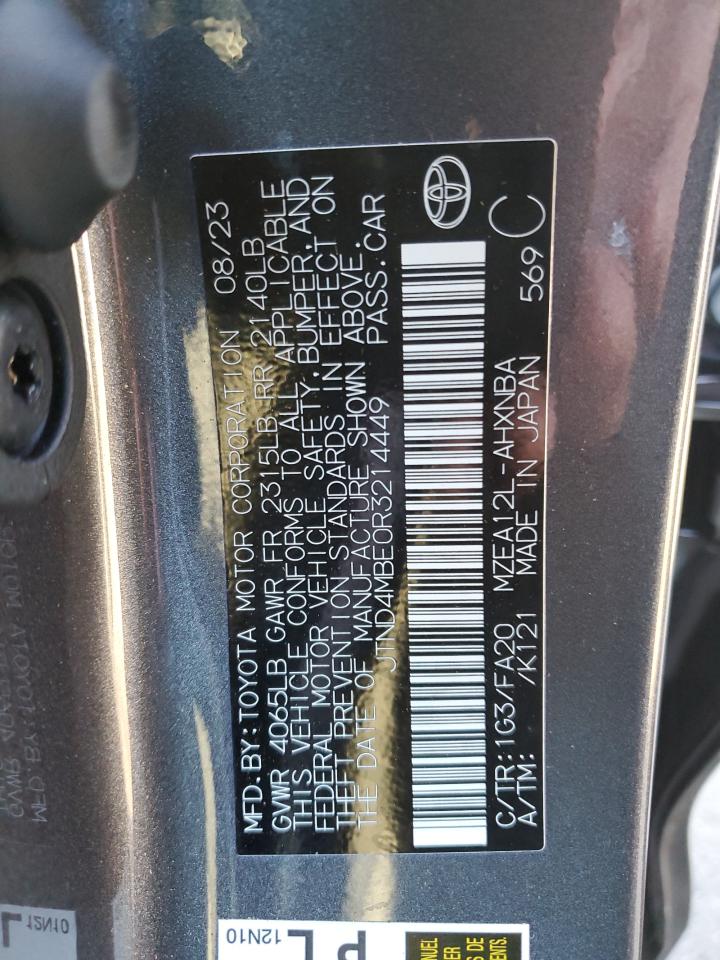 MFD.BY:TOYOTA MOTOR CORPORATION 08/23
GVWR 4065LB GAWR FR 2315LB RR 2140LB
THIS VEHICLE CONFORMS TO ALL APPLICABLE
FEDERAL MOTOR VEHICLE SAFETY,BUMPER,AND
THEFT PREVENTION STANDARDS IN EFFECT ON
THE DATE OF MANUFACTURE SHOWN ABOVE.
JTND4MBE0R3214449 PASS.CAR
C/TR:1G3/FA20 MZEA12L-AHXNBA 569
A/TM: /K121 MADE IN JAPAN C
12N10
12N10